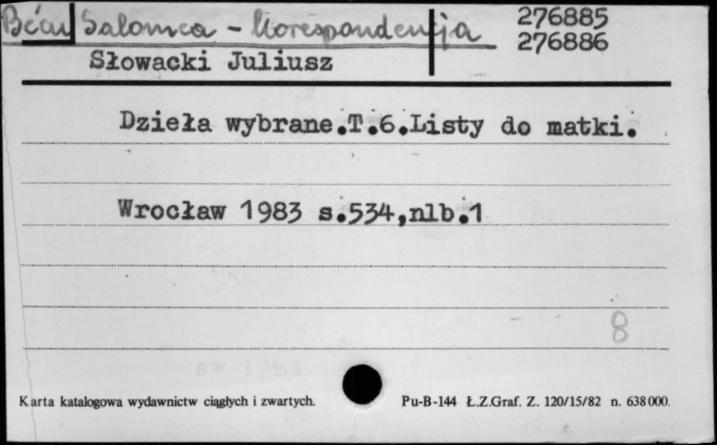 Bécu Salomea - Korespondencja
276885
276886
Słowacki Juliusz
Dzieła wybrane.T.6.Listy do matki.
Wrocław 1983 s.534,nlb.1
8
Karta katalogowa wydawnictw ciągłych i zwartych.
Pu-B-144 Ł.Z.Graf. Z. 120/15/82 n. 638000.